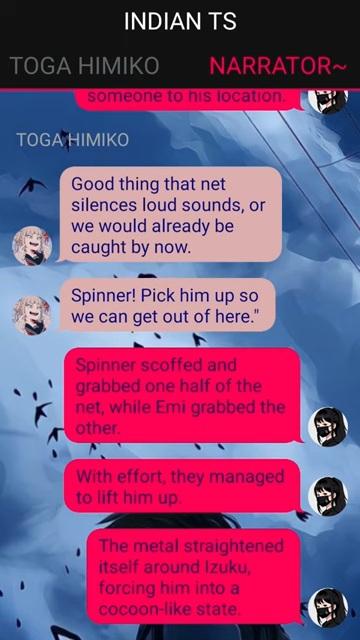 INDIAN TS
TOGA HIMIKO
NARRATOR~
someone to his location.
TOGA HIMIKO
Good thing that net
silences loud sounds, or
we would already be
caught by now.
Spinner! Pick him up so
we can get out of here."
Spinner scoffed and
grabbed one half of the
net, while Emi grabbed the
other.
With effort, they managed
to lift him up.
The metal straightened
itself around Izuku,
forcing him into a
cocoon-like state.